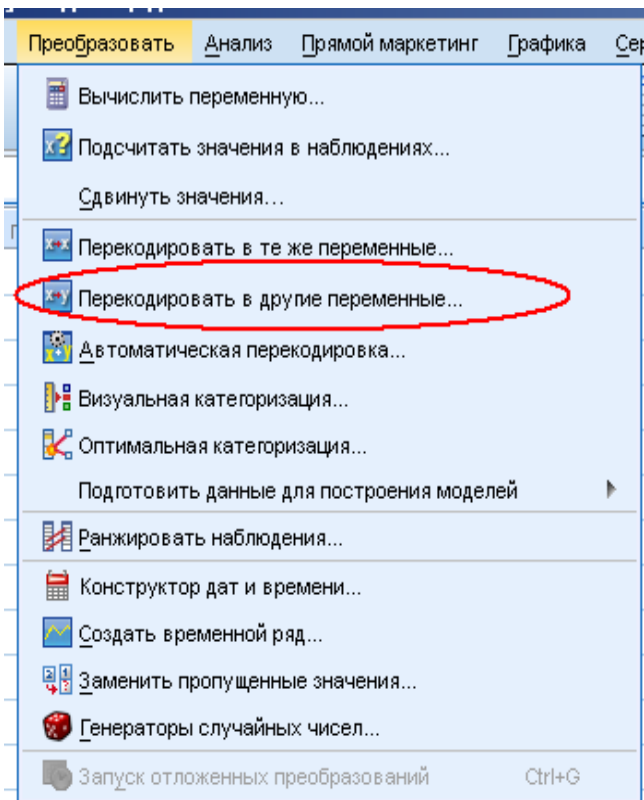 Преобразовать Анализ Прямой маркетинг Графика
Вычислить переменную...
Подсчитать значения в наблюдениях...
Сдвинуть значения...
Перекодировать в те же переменные...
Перекодировать в другие переменные...
Автоматическая перекодировка...
Визуальная категоризация...
Оптимальная категоризация...
Подготовить данные для построения моделей
Ранжировать наблюдения...
Конструктор дат и времени...
Создать временной ряд...
Заменить пропущенные значения...
Генераторы случайных чисел...
Запуск отложенных преобразований Ctrl+G